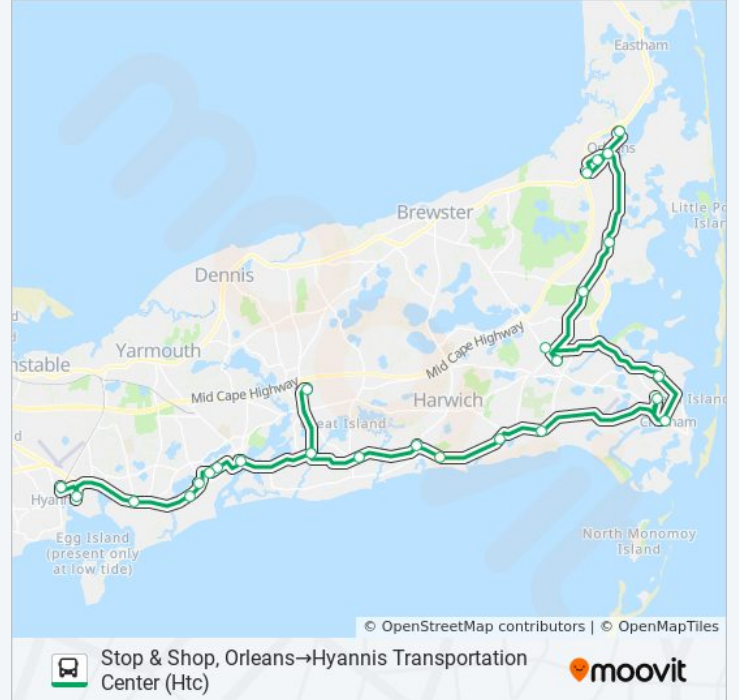 Eastham
Orleans
Little Po
Islan
Brewster
Dennis
d
nstable
Yarmouth
Mid Cape Highway
Mid Cape Highway
Harwich
Island
eat Island
Chatham
d
Hyannis
Egg Island
(present only
at low tide)
North Monomoy
Island
© OpenStreetMap contributors | © OpenMapTiles
Stop & Shop, Orleans→Hyannis Transportation
Center (Htc)
moovit